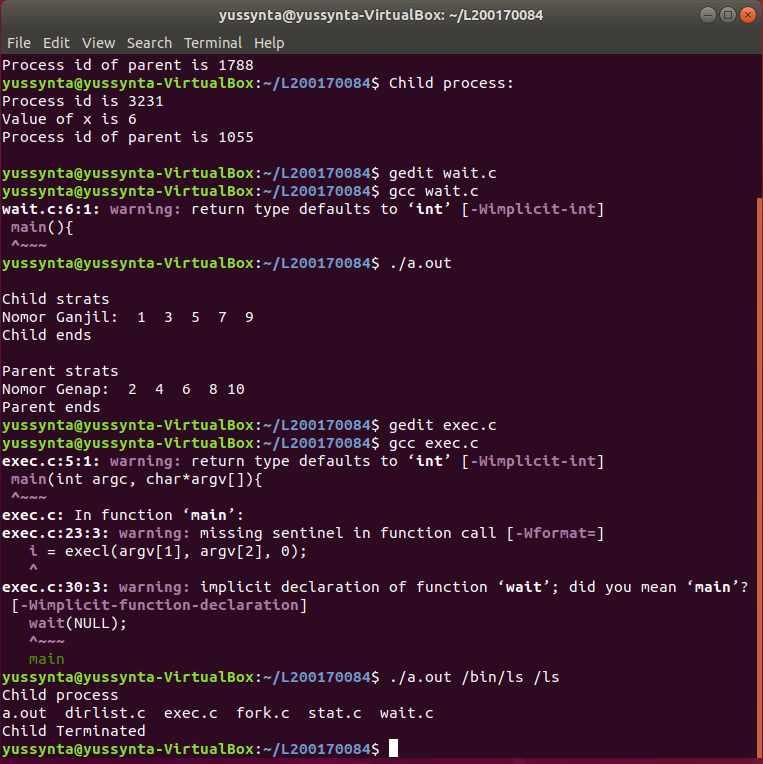 yussynta@yussynta-VirtualBox: ~/L200170084
File Edit View Search Terminal Help
Process id of parent is 1788
yussynta@yussynta-VirtualBox:~/L200170084$ Child process:
Process id is 3231
Value of x is 6
Process id of parent is 1055
yussynta@yussynta-VirtualBox:~/L200170084$ gedit wait.c
yussynta@yussynta-VirtualBox:~/L200170084$ gcc wait.c
wait.c:6:1: warning: return type defaults to ‘int’ [-Wimplicit-int]
 main(){
 ^~~~
yussynta@yussynta-VirtualBox:~/L200170084$ ./a.out
Child strats
Nomor Ganjil:  1  3  5  7  9
Child ends
Parent strats
Nomor Genap:  2  4  6  8 10
Parent ends
yussynta@yussynta-VirtualBox:~/L200170084$ gedit exec.c
yussynta@yussynta-VirtualBox:~/L200170084$ gcc exec.c
exec.c:5:1: warning: return type defaults to ‘int’ [-Wimplicit-int]
 main(int argc, char*argv[]){
 ^~~~
exec.c: In function ‘main’:
exec.c:23:3: warning: missing sentinel in function call [-Wformat=]
   i = execl(argv[1], argv[2], 0);
   ^
exec.c:30:3: warning: implicit declaration of function ‘wait’; did you mean ‘main’?
 [-Wimplicit-function-declaration]
   wait(NULL);
   ^~~~
   main
yussynta@yussynta-VirtualBox:~/L200170084$ ./a.out /bin/ls /ls
Child process
a.out  dirlist.c  exec.c  fork.c  stat.c  wait.c
Child Terminated
yussynta@yussynta-VirtualBox:~/L200170084$